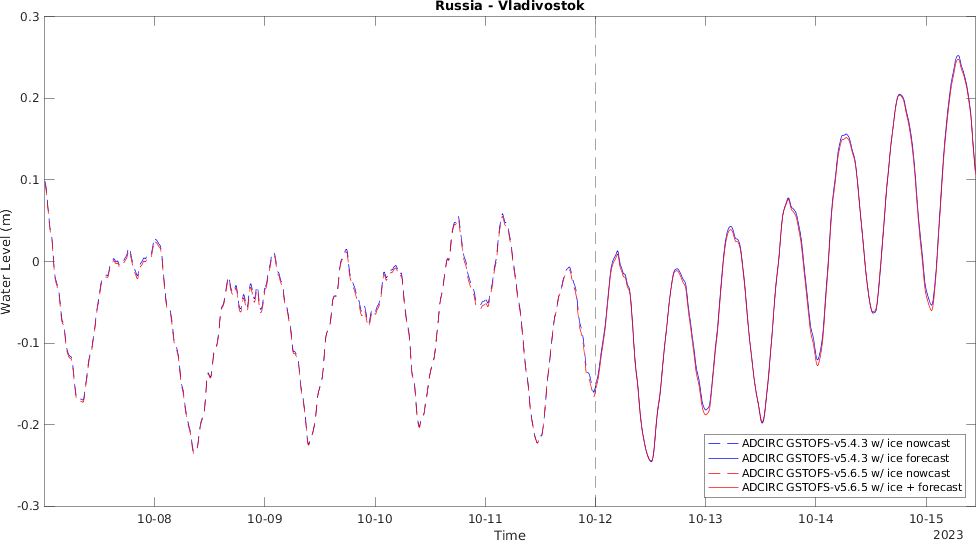 Russia - Vladivostok
0.3
0.2
0.1
0
-0.1
-0.2
-0.3
Water Level (m)
ADCIRC GSTOFS-v5.4.3 w/ ice nowcast
ADCIRC GSTOFS-v5.4.3 w/ ice forecast
ADCIRC GSTOFS-v5.6.5 w/ ice nowcast
ADCIRC GSTOFS-v5.6.5 w/ ice + forecast
10-08 10-09 10-10 10-11 10-12 10-13 10-14 10-15
Time
2023